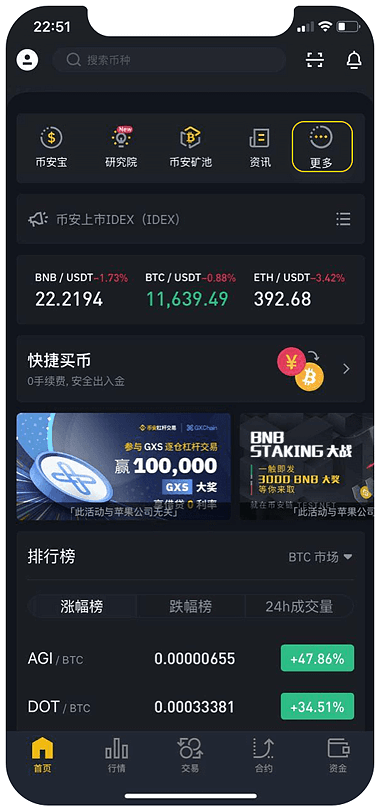 22:51
搜索币种
New
币安宝
研究院
币安矿池
资讯
更多
币安上市IDEX（IDEX）
BNB / USDT -1.73%
BTC / USDT -0.88%
ETH / USDT -3.42%
22.2194
11,639.49
392.68
快捷买币
0手续费, 安全出入金
币安杠杆交易 GXChain
参与 GXS 逐仓杠杆交易
赢 100,000
GXS 大奖
享借贷 0 利率
「此活动与苹果公司无关」
BNB
STAKING 大战
一触即发
3000 BNB 大奖
等你来取
就在币安链 TESTNET
「此活动与苹果公司
排行榜
BTC 市场
涨幅榜
跌幅榜
24h成交量
AGI / BTC
0.00000655
+47.86%
DOT / BTC
0.00033381
+34.51%
首页
行情
交易
合约
资金